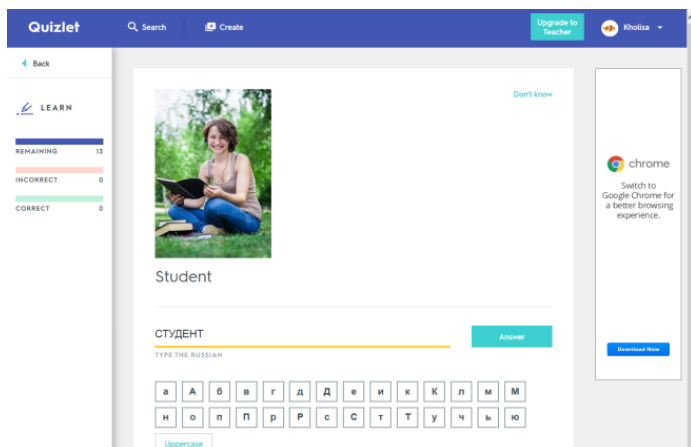 Quizlet
Search
Create
Upgrade to
Teacher
Kholisa
Back
LEARN
REMAINING 13
INCORRECT 0
CORRECT 0
Don't know
Student
СТУДЕНТ
Answer
TYPE THE RUSSIAN
а А б в г д Д е и к К л м М
н о п П р Р с С т Т у ч ь ю
Uppercase
chrome
Switch to
Google Chrome for
a better browsing
experience.
Download Now